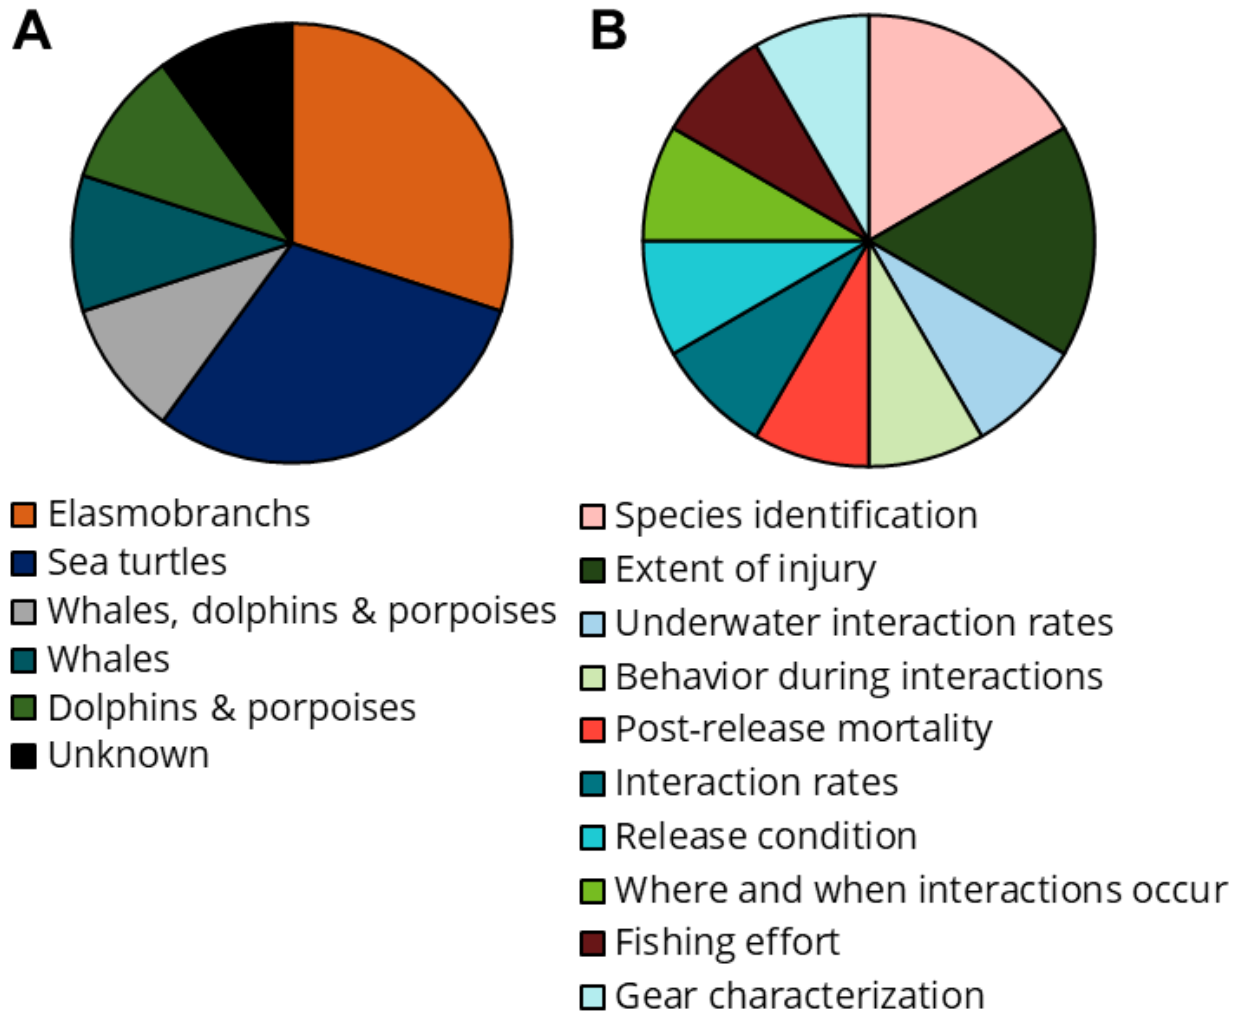 A
Elasmobranchs
Sea turtles
Whales, dolphins & porpoises
Whales
Dolphins & porpoises
Unknown
B
Species identification
Extent of injury
Underwater interaction rates
Behavior during interactions
Post-release mortality
Interaction rates
Release condition
Where and when interactions occur
Fishing effort
Gear characterization